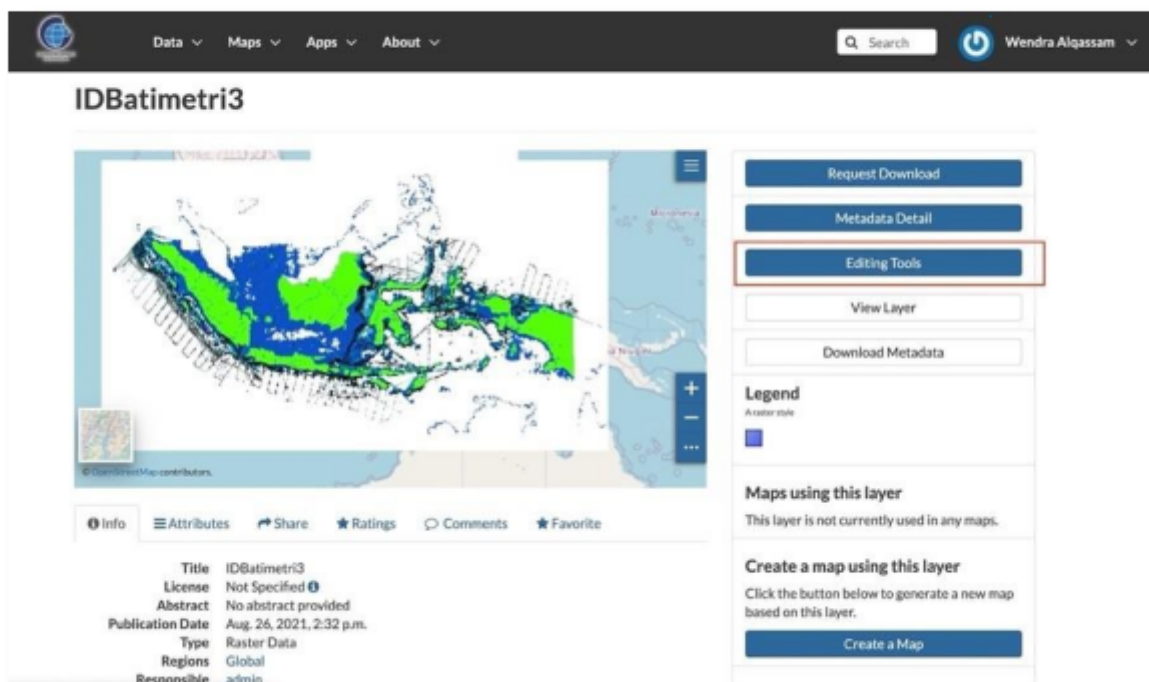 Data Maps Apps About Search Wendra Alqassam
IDBatimetri3
Request Download
Metadata Detail
Editing Tools
View Layer
Download Metadata
Micronesia
© OpenStreetMap contributors.
Legend
A raster style
Maps using this layer
This layer is not currently used in any maps.
Create a map using this layer
Click the button below to generate a new map
based on this layer.
Create a Map
Info Attributes Share Ratings Comments Favorite
Title IDBatimetri3
License Not Specified
Abstract No abstract provided
Publication Date Aug. 26, 2021, 2:32 p.m.
Type Raster Data
Regions Global
Responsible admin